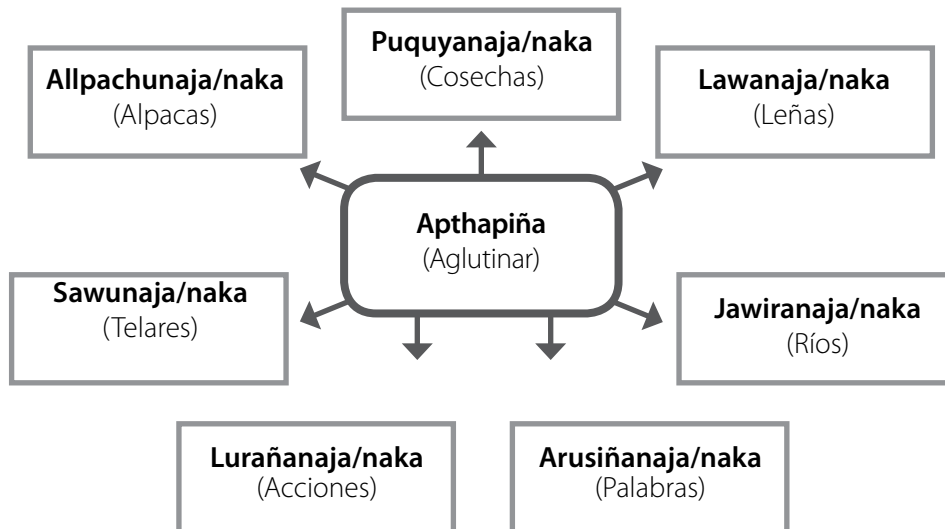 Puquyanaja/naka
(Cosechas)
Allpachunaja/naka
(Alpacas)
Lawanaja/naka
(Leñas)
Apthapiña
(Aglutinar)
Sawunaja/naka
(Telares)
Jawiranaja/naka
(Ríos)
Lurañanaja/naka
(Acciones)
Arusiñanaja/naka
(Palabras)